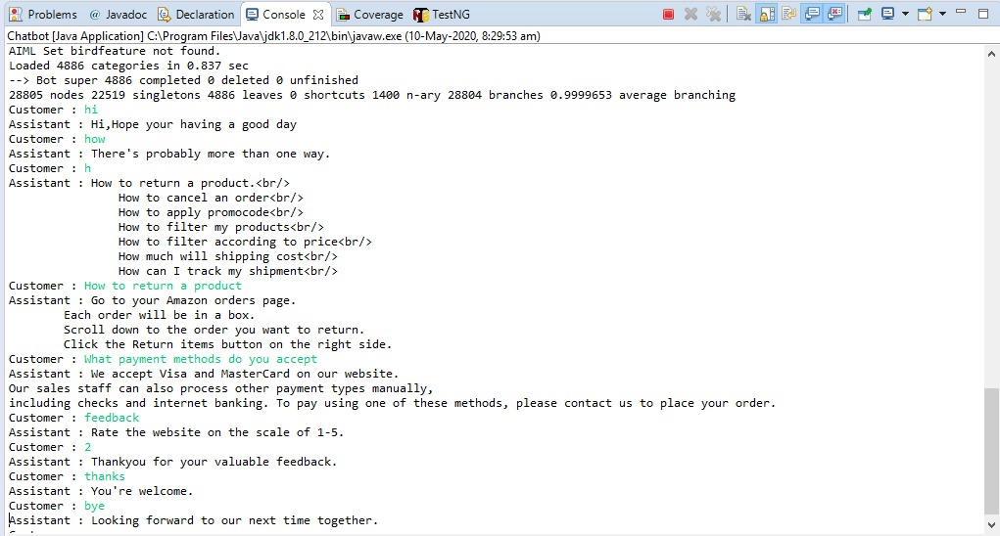 Problems @ Javadoc Declaration Console Coverage TestNG
Chatbot [Java Application] C:\Program Files\Java\jdk1.8.0_212\bin\javaw.exe (10-May-2020, 8:29:53 am)
AIML Set birdfeature not found.
Loaded 4886 categories in 0.837 sec
--> Bot super 4886 completed 0 deleted 0 unfinished
28805 nodes 22519 singletons 4886 leaves 0 shortcuts 1400 n-ary 28804 branches 0.9999653 average branching
Customer : hi
Assistant : Hi,Hope your having a good day
Customer : how
Assistant : There's probably more than one way.
Customer : h
Assistant : How to return a product.<br/>
How to cancel an order<br/>
How to apply promocode<br/>
How to filter my products<br/>
How to filter according to price<br/>
How much will shipping cost<br/>
How can I track my shipment<br/>
Customer : How to return a product
Assistant : Go to your Amazon orders page.
Each order will be in a box.
Scroll down to the order you want to return.
Click the Return items button on the right side.
Customer : What payment methods do you accept
Assistant : We accept Visa and MasterCard on our website.
Our sales staff can also process other payment types manually,
including checks and internet banking. To pay using one of these methods, please contact us to place your order.
Customer : feedback
Assistant : Rate the website on the scale of 1-5.
Customer : 2
Assistant : Thankyou for your valuable feedback.
Customer : thanks
Assistant : You're welcome.
Customer : bye
Assistant : Looking forward to our next time together.